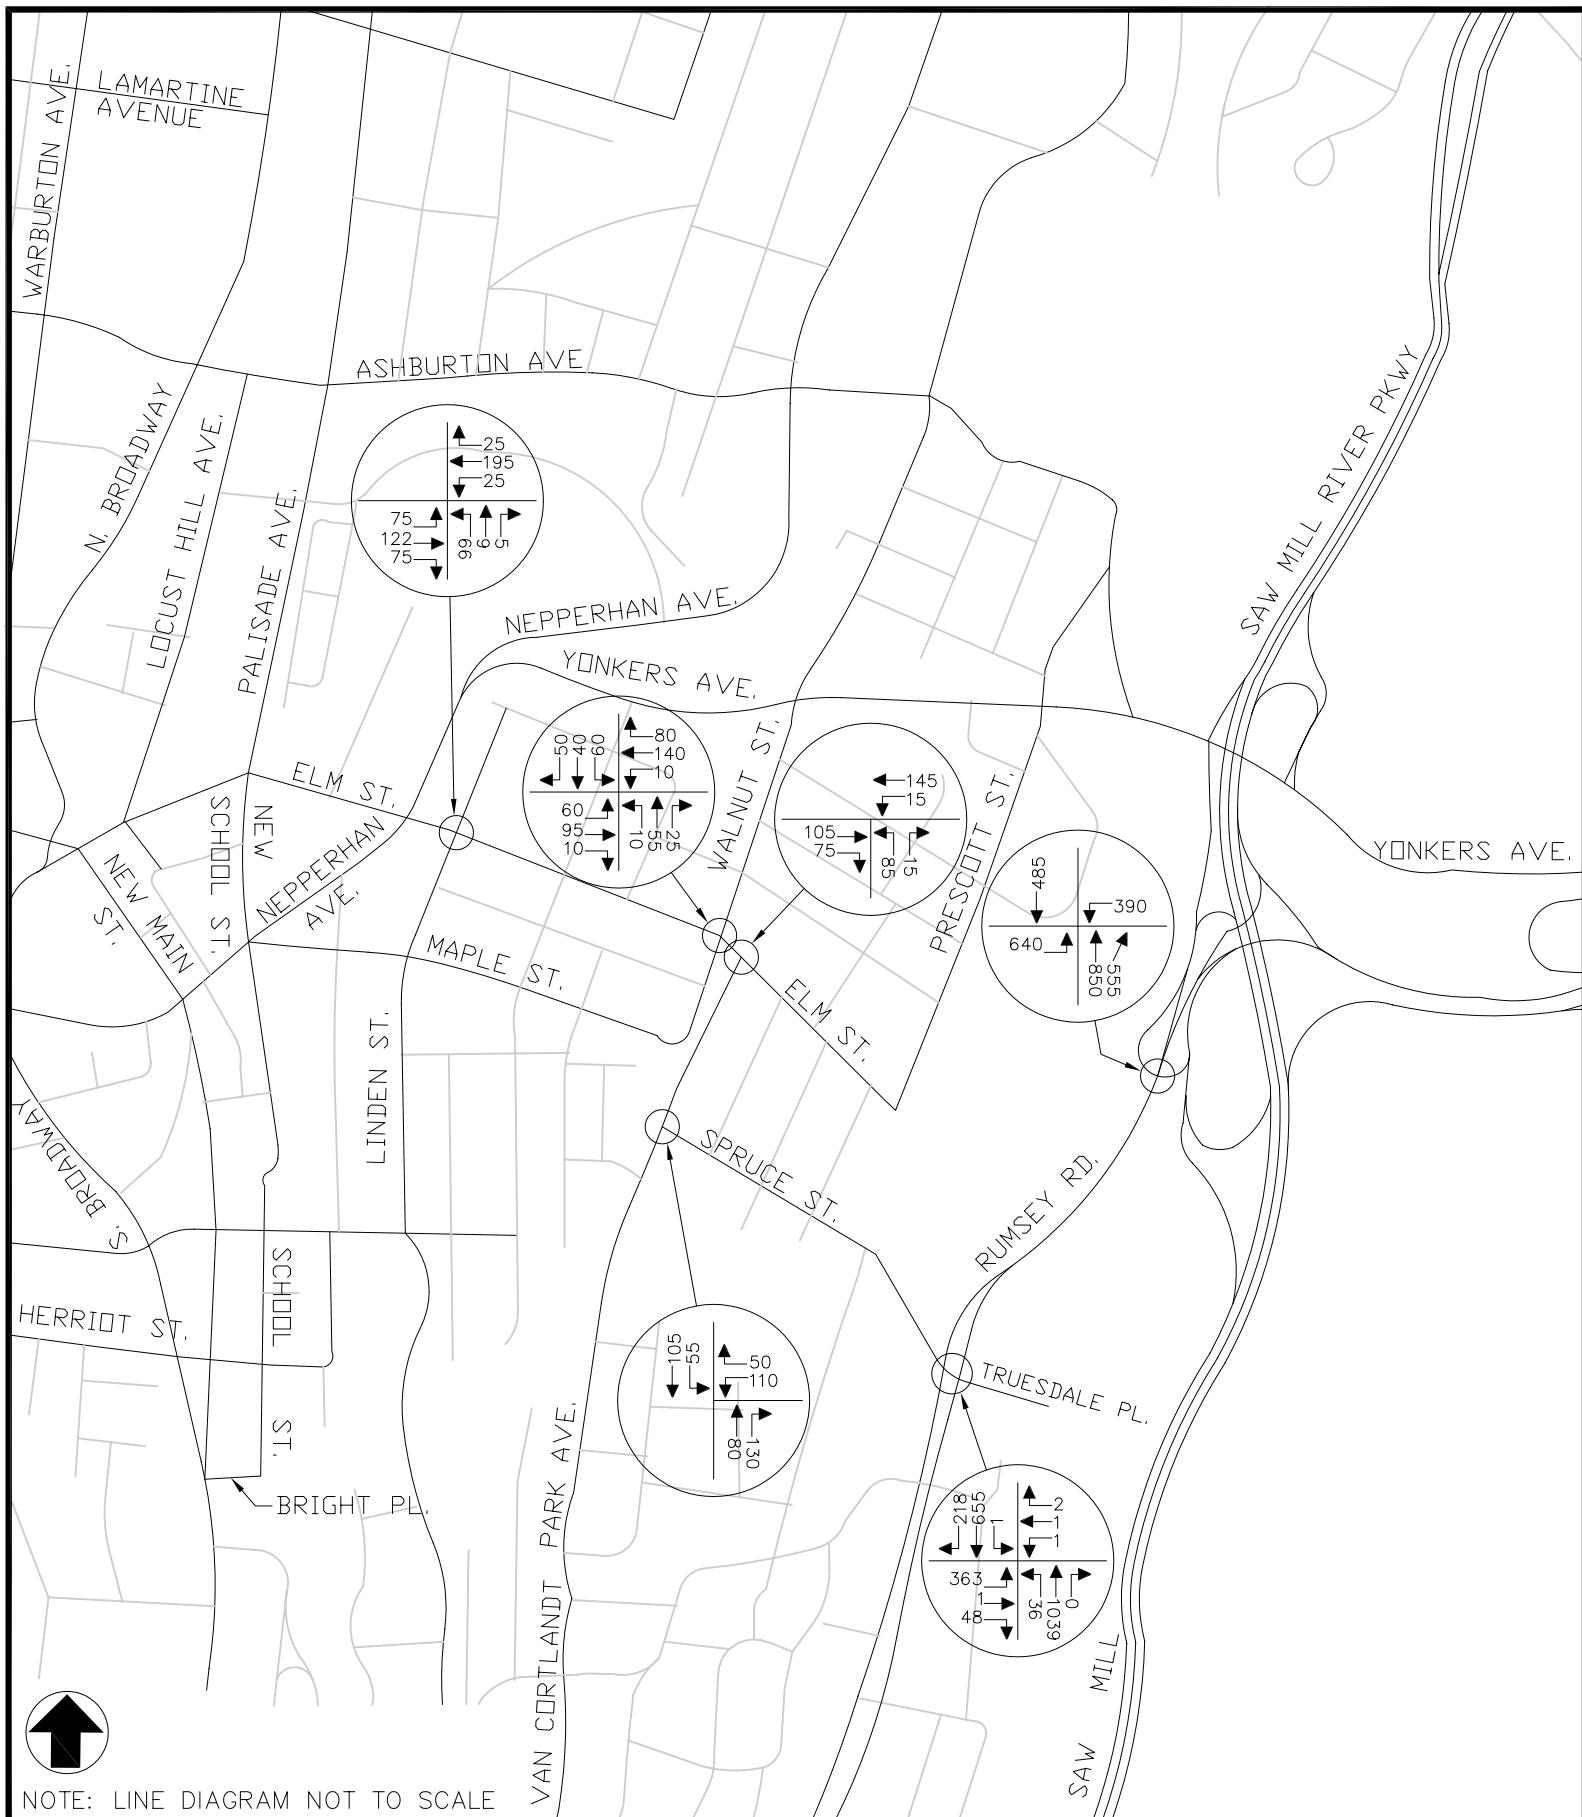 WARBURTON AVE.
LAMARTINE
AVENUE
ASHBURTON AVE
N. BROADWAY
LOCUST HILL AVE.
PALISADE AVE.
SAW MILL RIVER PKWY
25
195
25
75
122
75
66
9
5
NEPPERHAN AVE.
YONKERS AVE.
50
40
60
80
140
10
60
95
10
10
55
25
WALNUT ST.
145
15
105
75
85
15
PRESCOTT ST.
485
390
640
850
555
YONKERS AVE.
ELM ST.
NEW
SCHOOL ST.
NEPPERHAN
AVE.
NEW MAIN
ST.
MAPLE ST.
ELM ST.
LINDEN ST.
SPRUCE ST.
RUMSEY RD.
S. BROADWAY
HERRIOT ST.
SCHOOL ST.
105
55
50
110
80
130
TRUESDALE PL.
BRIGHT PL.
VAN CORTLANDT PARK AVE.
218
655
1
2
1
1
363
1
48
36
1039
0
SAW MILL
NOTE: LINE DIAGRAM NOT TO SCALE